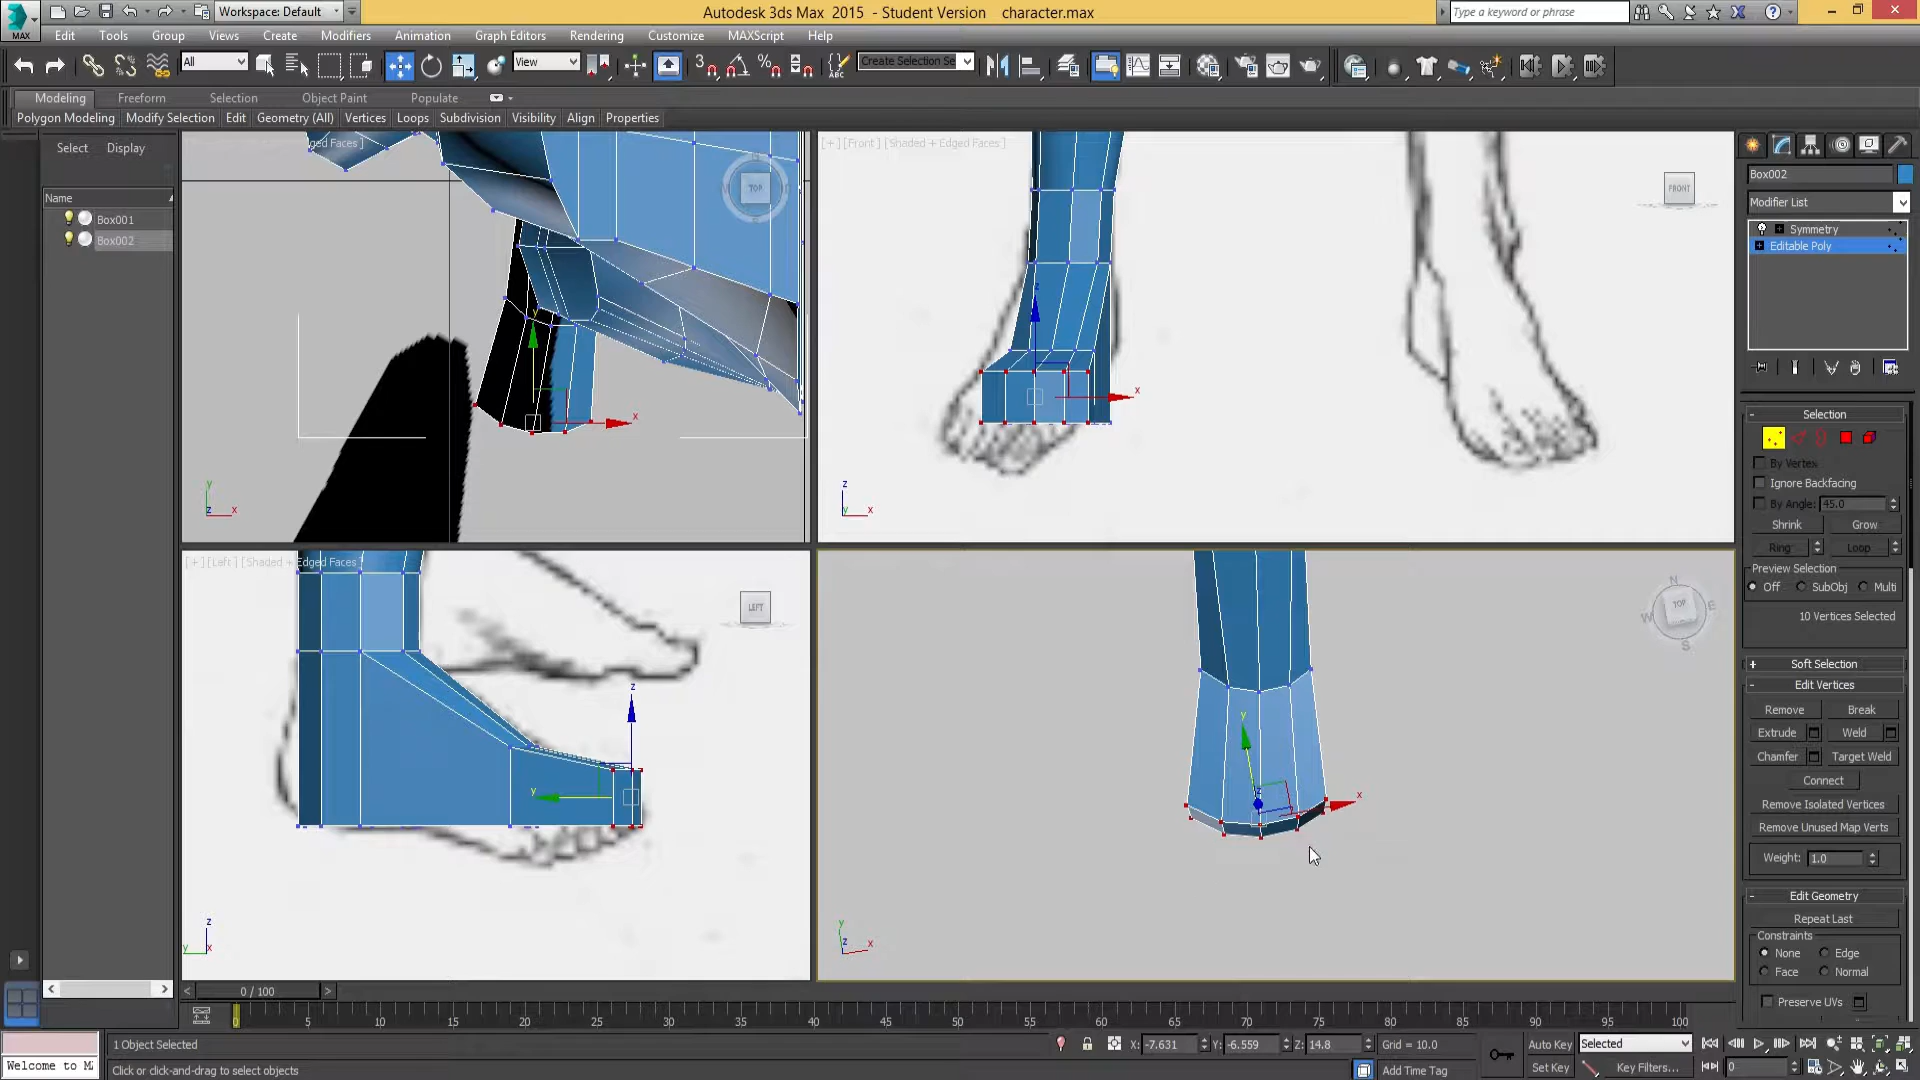 MAX
Workspace: Default
Autodesk 3ds Max 2015 - Student Version character.max
Type a keyword or phrase
Edit Tools Group Views Create Modifiers Animation Graph Editors Rendering Customize MAXScript Help
All
View
3
%
ABC
Create Selection Se
Modeling Freeform Selection Object Paint Populate
Polygon Modeling Modify Selection Edit Geometry (All) Vertices Loops Subdivision Visibility Align Properties
Select Display
Name
Box001
Box002
ged Faces ]
TOP
y
x
y
z x
[+] [Front] [Shaded + Edged Faces ]
FRONT
z
x
z
y x
[+] [Left] [Shaded + Edged Faces ]
LEFT
z
y
z
y x
TOP
N
W E
S
y
z
x
y
z x
Box002
Modifier List
Symmetry
Editable Poly
- Selection
By Vertex
Ignore Backfacing
By Angle: 45.0
Shrink Grow
Ring Loop
Preview Selection
Off SubObj Multi
10 Vertices Selected
+ Soft Selection
- Edit Vertices
Remove Break
Extrude Weld
Chamfer Target Weld
Connect
Remove Isolated Vertices
Remove Unused Map Verts
Weight: 1.0
- Edit Geometry
Repeat Last
Constraints
None Edge
Face Normal
Preserve UVs
< 0 / 100 >
0 5 10 15 20 25 30 35 40 45 50 55 60 65 70 75 80 85 90 95 100
1 Object Selected
X: -7.631 Y: -6.559 Z: 14.8 Grid = 10.0
Auto Key Selected
Welcome to M
Click or click-and-drag to select objects
Add Time Tag
Set Key Key Filters...
0